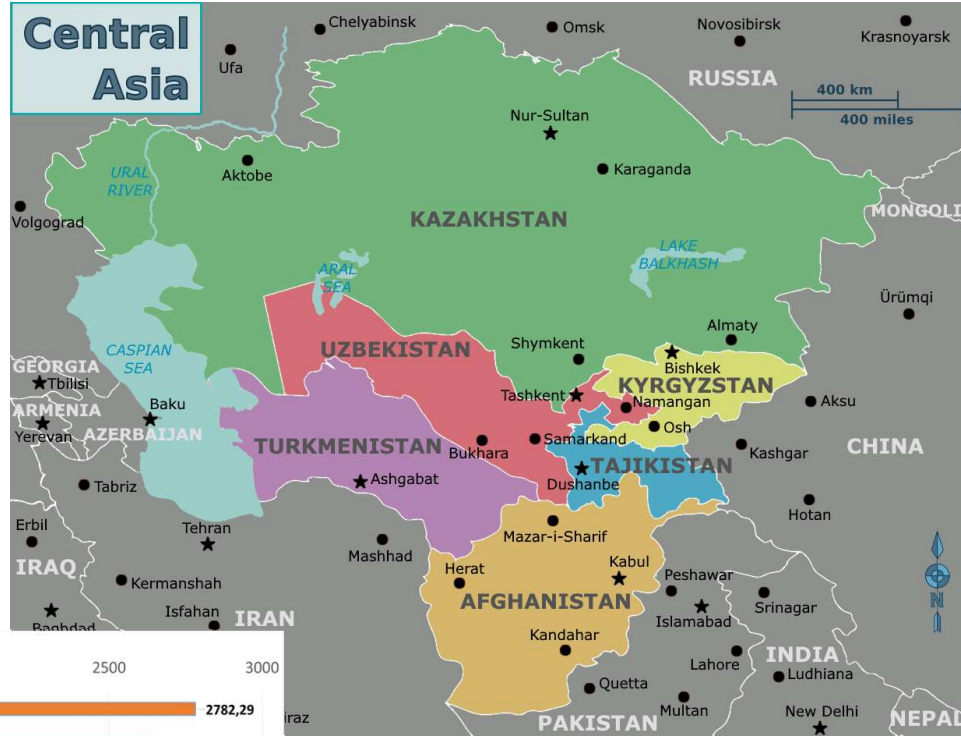 Central
Asia
Chelyabinsk
Omsk
Novosibirsk
Krasnoyarsk
Ufa
RUSSIA
400 km
400 miles
Nur-Sultan
Aktobe
Karaganda
URAL
RIVER
Volgograd
KAZAKHSTAN
MONGOLI
ARAL
SEA
LAKE
BALKHASH
Ürümqi
CASPIAN
SEA
UZBEKISTAN
Shymkent
Almaty
Bishkek
GEORGIA
Tbilisi
KYRGYZSTAN
Tashkent
Namangan
Aksu
ARMENIA
Baku
Yerevan
AZERBAIJAN
Osh
TURKMENISTAN
Bukhara
Samarkand
Kashgar
CHINA
TAJIKISTAN
Dushanbe
Tabriz
Ashgabat
Hotan
Erbil
Tehran
Mashhad
Mazar-i-Sharif
IRAQ
Kermanshah
Herat
Kabul
Peshawar
Srinagar
N
Isfahan
IRAN
AFGHANISTAN
Islamabad
Baghdad
Kandahar
Lahore
INDIA
2500
3000
Quetta
Ludhiana
2782,29
iraz
PAKISTAN
Multan
New Delhi
NEPAL